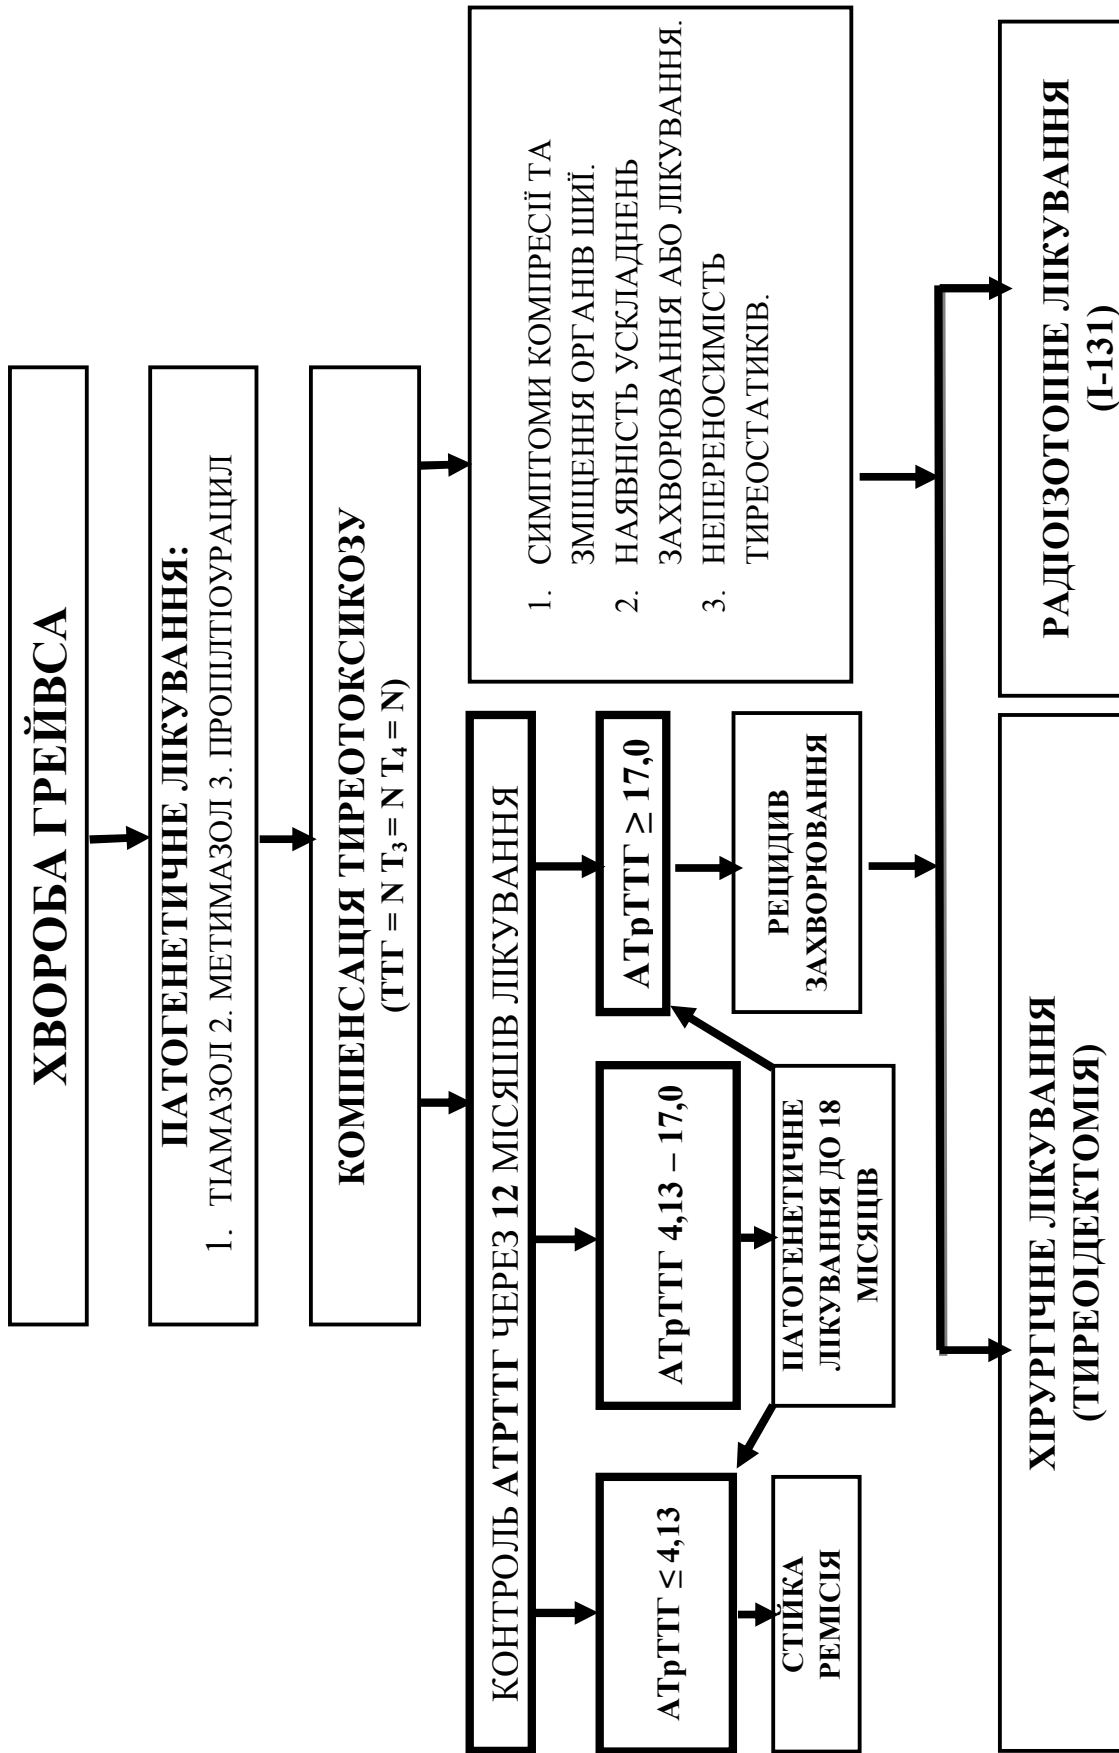 ХВОРОБА ГРЕЙВСА
ПАТОГЕНЕТИЧНЕ ЛІКУВАННЯ:
1. ТІАМАЗОЛ 2. МЕТИМАЗОЛ 3. ПРОПІЛТІОУРАЦИЛ
КОМПЕНСАЦІЯ ТИРЕОТОКСИКОЗУ
(ТТГ = N T₃ = N T₄ = N)
КОНТРОЛЬ АТРТТГ ЧЕРЕЗ 12 МІСЯЦІВ ЛІКУВАННЯ
1. СИМПТОМИ КОМПРЕСІЇ ТА
ЗМІЩЕННЯ ОРГАНІВ ШИЇ.
2. НАЯВНІСТЬ УСКЛАДНЕНЬ
ЗАХВОРЮВАННЯ АБО ЛІКУВАННЯ.
3. НЕПЕРЕНОСИМІСТЬ
ТИРЕОСТАТИКІВ.
АТрТТГ ≤ 4,13
АТрТТГ 4,13 – 17,0
АТрТТГ ≥ 17,0
СТІЙКА
РЕМІСІЯ
ПАТОГЕНЕТИЧНЕ
ЛІКУВАННЯ ДО 18
МІСЯЦІВ
РЕЦИДИВ
ЗАХВОРЮВАННЯ
ХІРУРГІЧНЕ ЛІКУВАННЯ
(ТИРЕОЇДЕКТОМІЯ)
РАДІОІЗОТОПНЕ ЛІКУВАННЯ
(І-131)